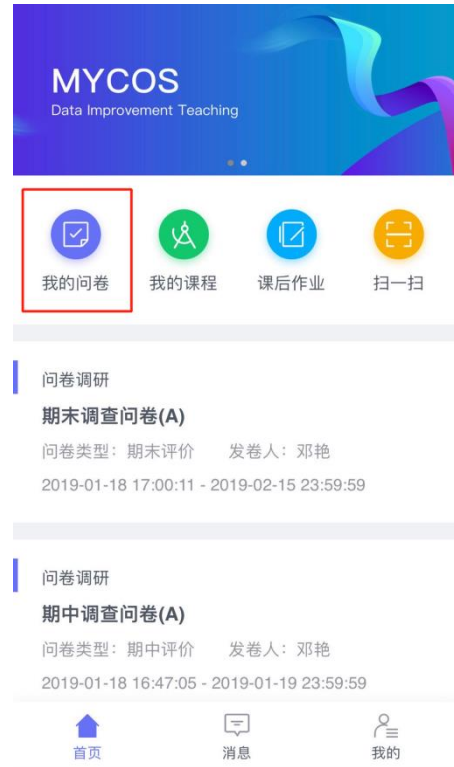 MYCOS
Data Improvement Teaching
我的问卷 我的课程 课后作业 扫一扫
问卷调研
期末调查问卷(A)
问卷类型：期末评价 发卷人：邓艳
2019-01-18 17:00:11 - 2019-02-15 23:59:59
问卷调研
期中调查问卷(A)
问卷类型：期中评价 发卷人：邓艳
2019-01-18 16:47:05 - 2019-01-19 23:59:59
首页 消息 我的